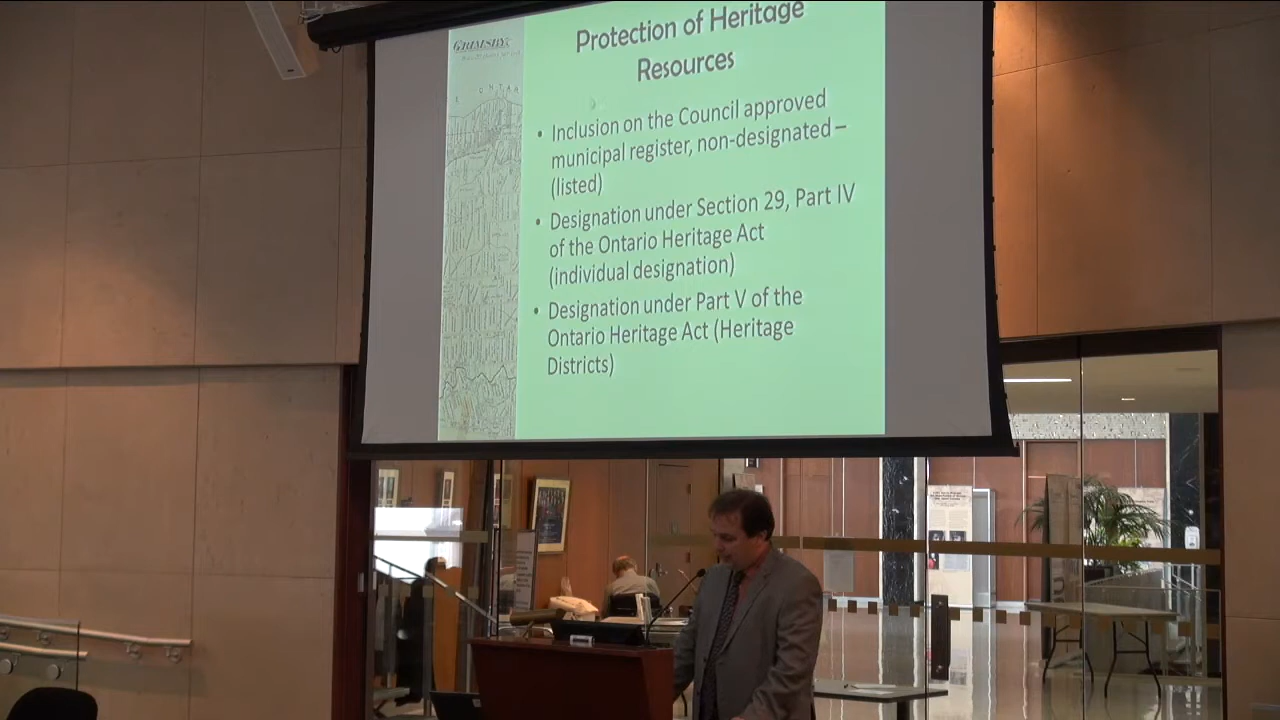 GRIMSBY
Protection of Heritage
Resources
• Inclusion on the Council approved
municipal register, non-designated –
(listed)
• Designation under Section 29, Part IV
of the Ontario Heritage Act
(individual designation)
• Designation under Part V of the
Ontario Heritage Act (Heritage
Districts)